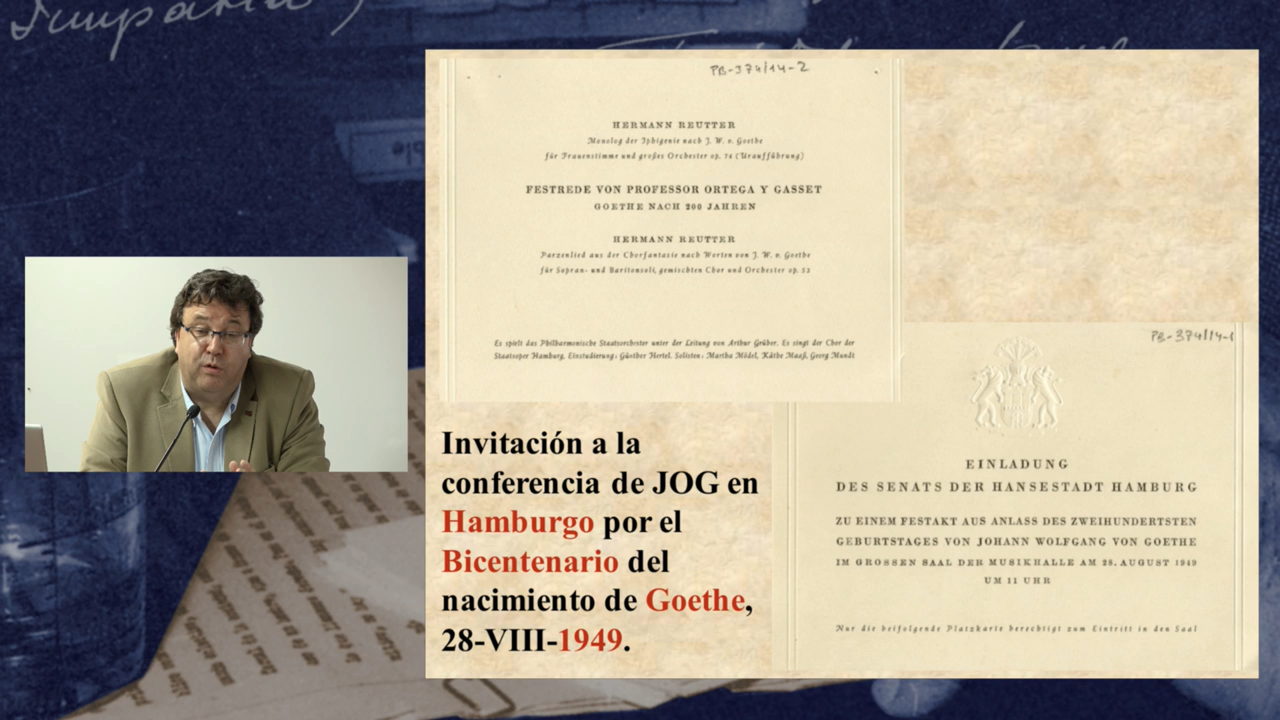 Simpatía
PB-374/14-2
HERMANN REUTTER
Monolog der Iphigenie nach J. W. v. Goethe
für Frauenstimme und großes Orchester op. 74 (Uraufführung)
FESTREDE VON PROFESSOR ORTEGA Y GASSET
GOETHE NACH 200 JAHREN
HERMANN REUTTER
Parzenlied aus der Chorfantasie nach Worten von J. W. v. Goethe
für Sopran- und Baritonsoli, gemischten Chor und Orchester op. 52
Es spielt das Philharmonische Staatsorchester unter der Leitung von Arthur Grüber. Es singt der Chor der
Staatsoper Hamburg. Einstudierung: Günther Hertel. Solisten: Martha Mödel, Käthe Maaß, Georg Mundt
Invitación a la
conferencia de JOG en
Hamburgo por el
Bicentenario del
nacimiento de Goethe,
28-VIII-1949.
PB-374/14-1
EINLADUNG
DES SENATS DER HANSESTADT HAMBURG
ZU EINEM FESTAKT AUS ANLASS DES ZWEIHUNDERTSTEN
GEBURTSTAGES VON JOHANN WOLFGANG VON GOETHE
IM GROSSEN SAAL DER MUSIKHALLE AM 28. AUGUST 1949
UM 11 UHR
Nur die beifolgende Platzkarte berechtigt zum Eintritt in den Saal